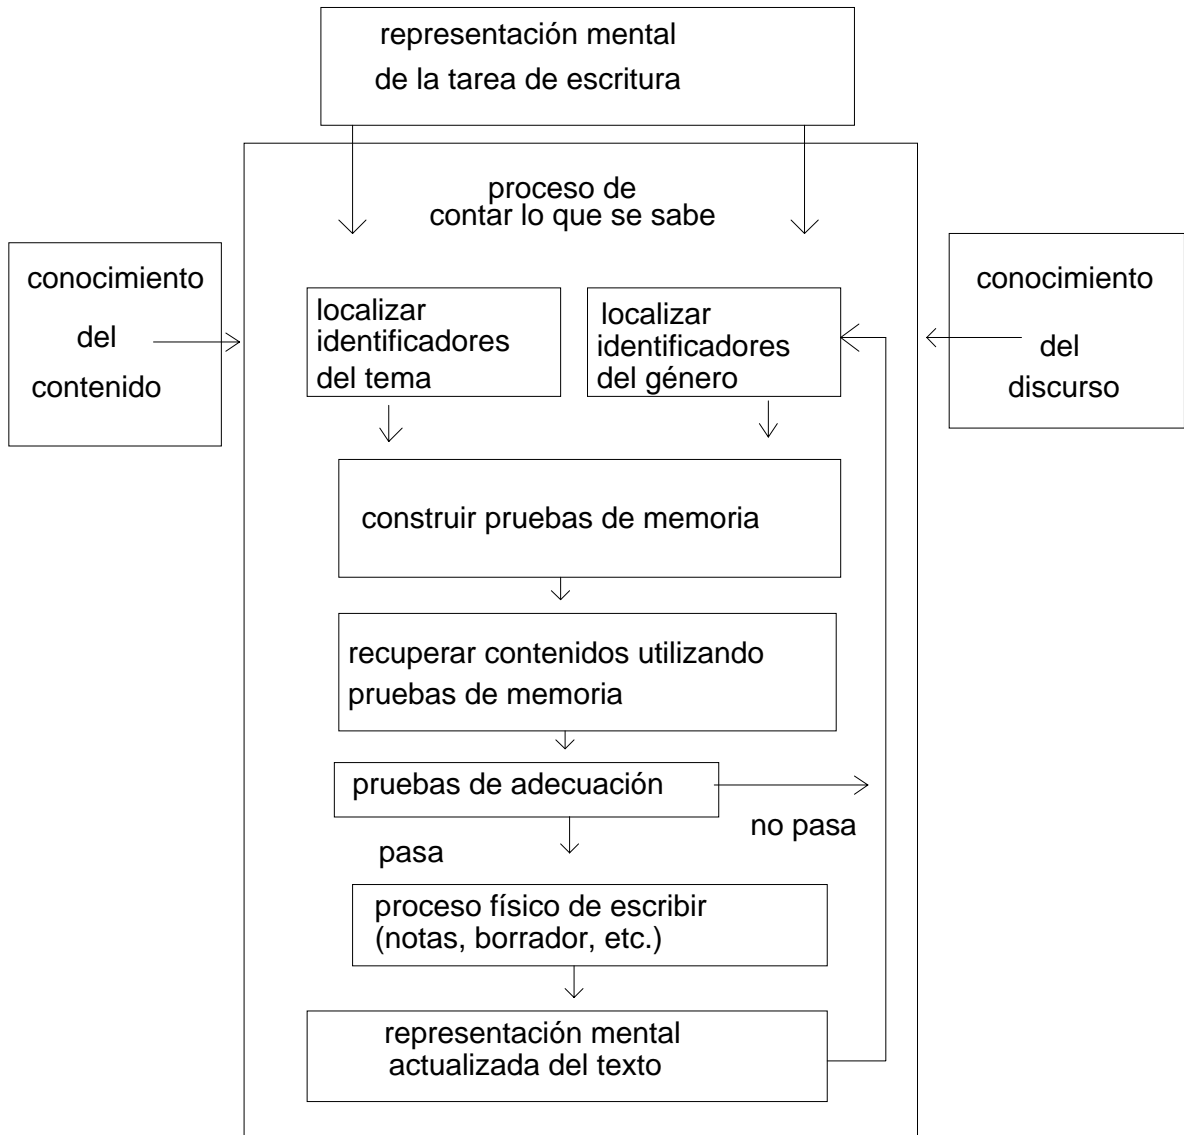 representación mental
de la tarea de escritura
proceso de
contar lo que se sabe
conocimiento
del
contenido
conocimiento
del
discurso
localizar
identificadores
del tema
localizar
identificadores
del género
construir pruebas de memoria
recuperar contenidos utilizando
pruebas de memoria
pruebas de adecuación
no pasa
pasa
proceso físico de escribir
(notas, borrador, etc.)
representación mental
actualizada del texto